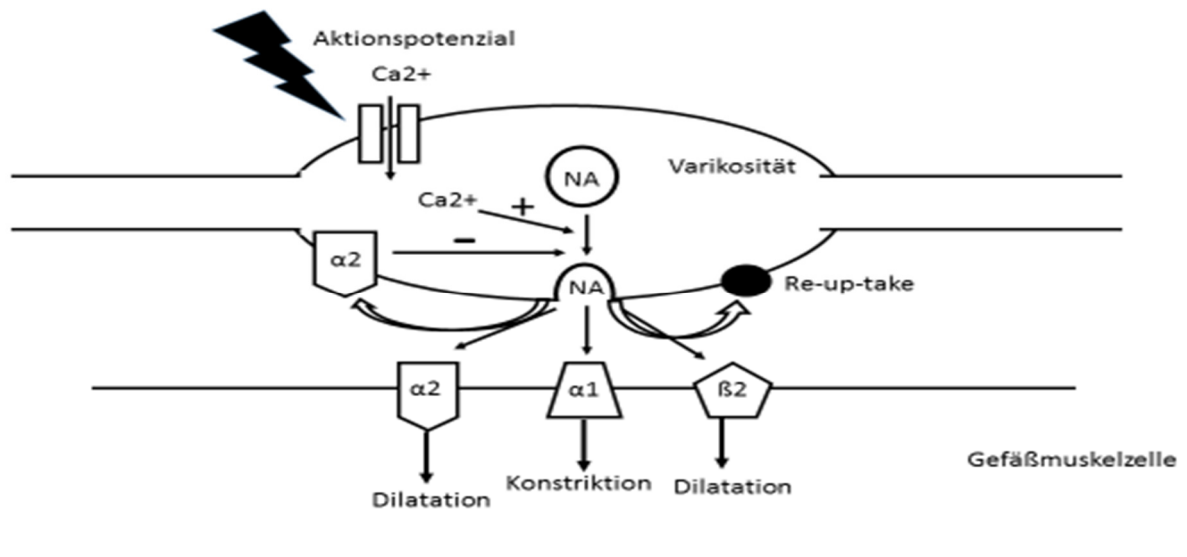 Aktionspotenzial
Ca2+
NA
Varikosität
Ca2+
+
−
α2
NA
Re-up-take
α2
α1
ß2
Gefäßmuskelzelle
Dilatation
Konstriktion
Dilatation